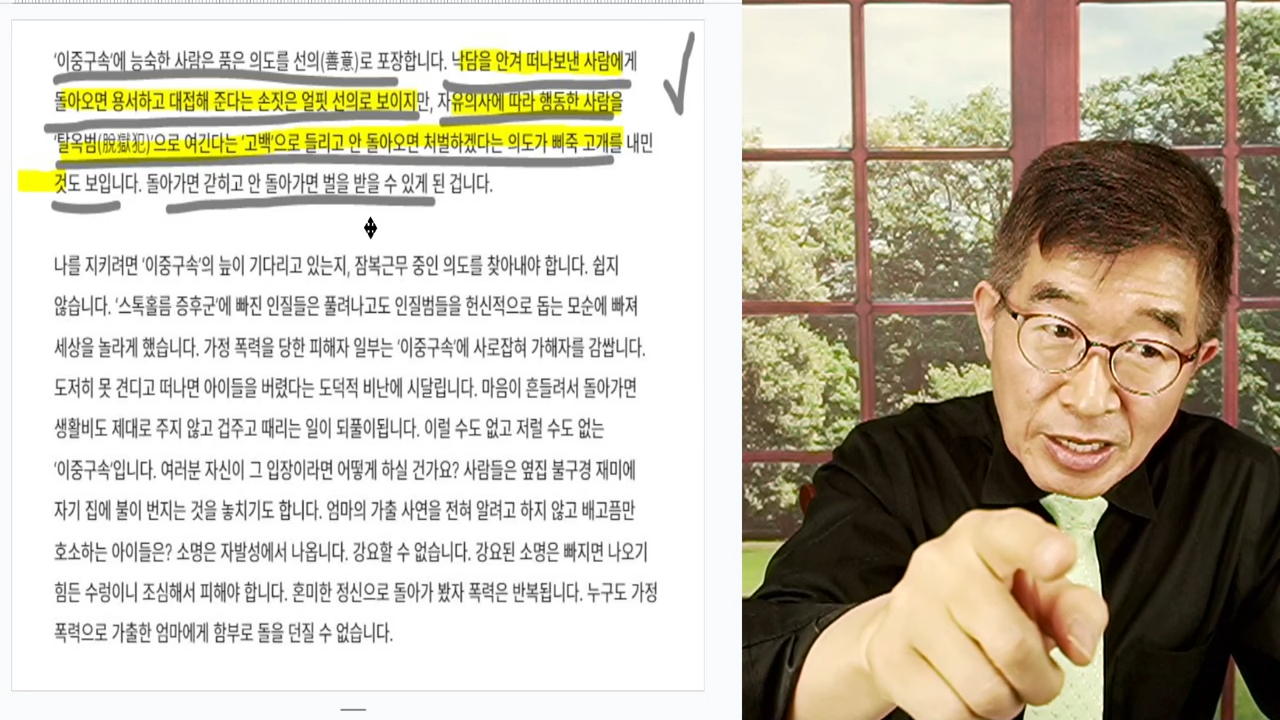 '이중구속'에 능숙한 사람은 품은 의도를 선의(善意)로 포장합니다. 낙담을 안겨 떠나보낸 사람에게
돌아오면 용서하고 대접해 준다는 손짓은 얼핏 선의로 보이지만, 자유의사에 따라 행동한 사람을
'탈옥범(脫獄犯)'으로 여긴다는 '고백'으로 들리고 안 돌아오면 처벌하겠다는 의도가 삐죽 고개를 내민
것도 보입니다. 돌아가면 갇히고 안 돌아가면 벌을 받을 수 있게 된 겁니다.
나를 지키려면 '이중구속'의 늪이 기다리고 있는지, 잠복근무 중인 의도를 찾아내야 합니다. 쉽지
않습니다. '스톡홀름 증후군'에 빠진 인질들은 풀려나고도 인질범들을 헌신적으로 돕는 모순에 빠져
세상을 놀라게 했습니다. 가정 폭력을 당한 피해자 일부는 '이중구속'에 사로잡혀 가해자를 감쌉니다.
도저히 못 견디고 떠나면 아이들을 버렸다는 도덕적 비난에 시달립니다. 마음이 흔들려서 돌아가면
생활비도 제대로 주지 않고 겁주고 때리는 일이 되풀이됩니다. 이럴 수도 없고 저럴 수도 없는
'이중구속'입니다. 여러분 자신이 그 입장이라면 어떻게 하실 건가요? 사람들은 옆집 불구경 재미에
자기 집에 불이 번지는 것을 놓치기도 합니다. 엄마의 가출 사연을 전혀 알려고 하지 않고 배고픔만
호소하는 아이들은? 소명은 자발성에서 나옵니다. 강요할 수 없습니다. 강요된 소명은 빠지면 나오기
힘든 수렁이니 조심해서 피해야 합니다. 혼미한 정신으로 돌아가 봤자 폭력은 반복됩니다. 누구도 가정
폭력으로 가출한 엄마에게 함부로 돌을 던질 수 없습니다.